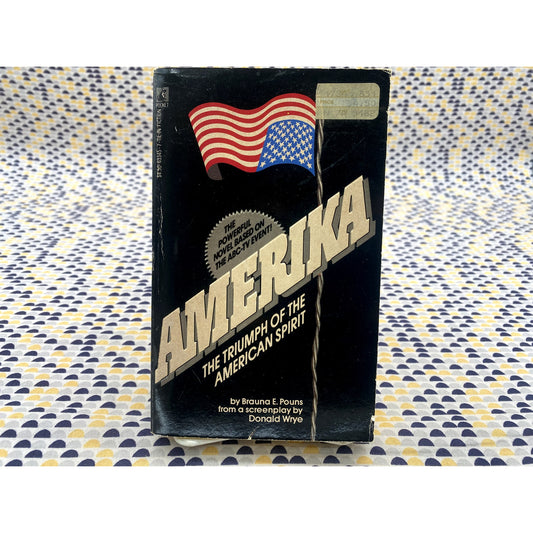 POCKET
THE
POWERFUL
NOVEL BASED ON
THE ABC-TV EVENT!
AMERIKA
THE TRIUMPH OF THE
AMERICAN SPIRIT
by Brauna E. Pouns
from a screenplay by
Donald Wrye